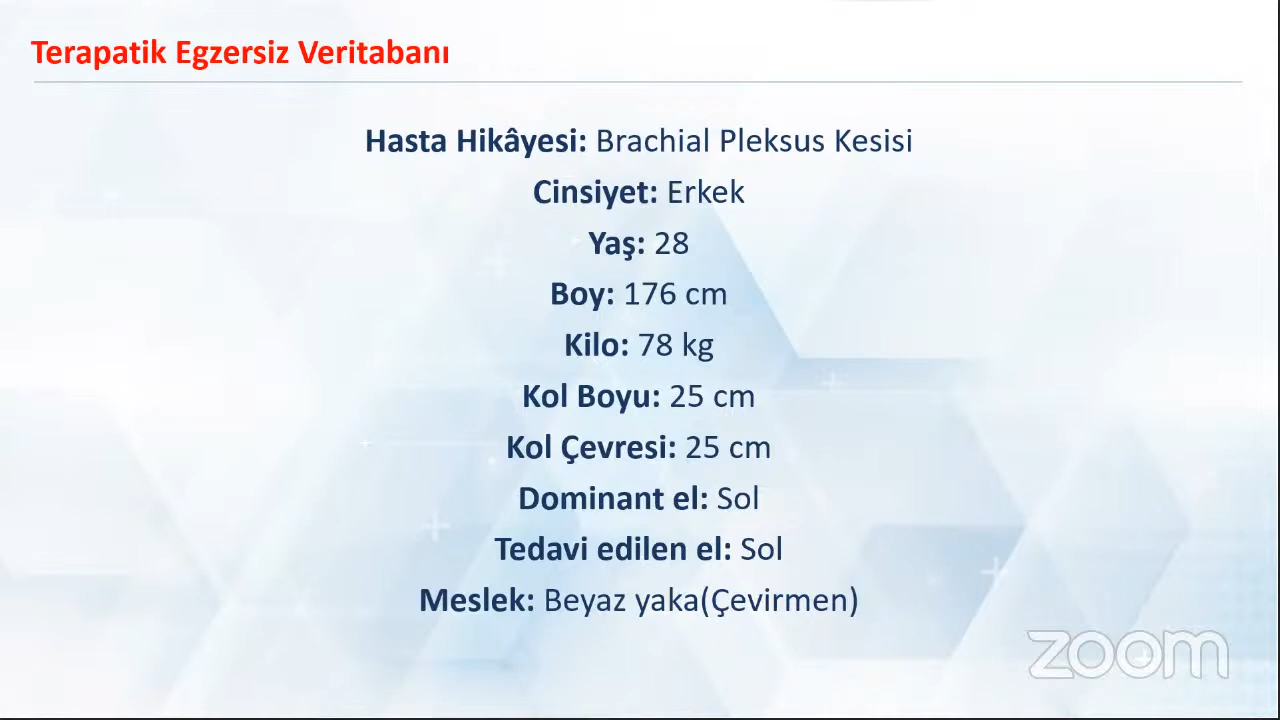 Terapatik Egzersiz Veritabanı
Hasta Hikâyesi: Brachial Pleksus Kesisi
Cinsiyet: Erkek
Yaş: 28
Boy: 176 cm
Kilo: 78 kg
Kol Boyu: 25 cm
Kol Çevresi: 25 cm
Dominant el: Sol
Tedavi edilen el: Sol
Meslek: Beyaz yaka(Çevirmen)
zoom